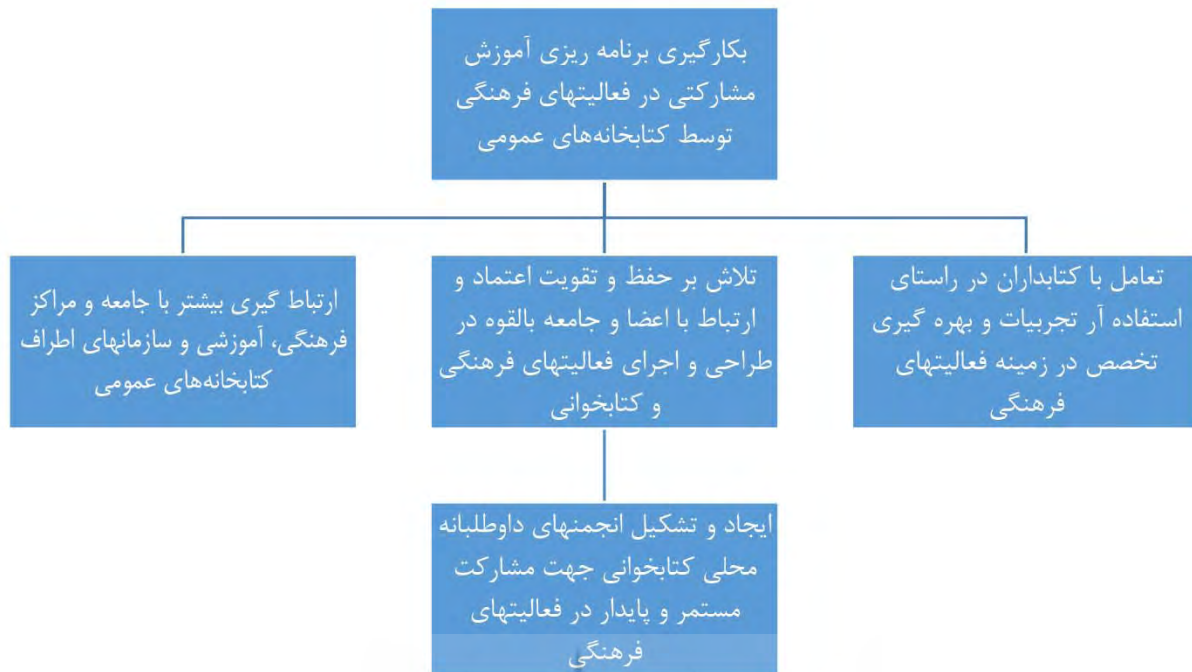 بکارگیری برنامه ریزی آموزش
مشارکتی در فعالیتهای فرهنگی
توسط کتابخانه‌های عمومی
تعامل با کتابداران در راستای
استفاده آر تجربیات و بهره گیری
تخصص در زمینه فعالیتهای
فرهنگی
تلاش بر حفظ و تقویت اعتماد و
ارتباط با اعضا و جامعه بالقوه در
طراحی و اجرای فعالیتهای فرهنگی
و کتابخوانی
ارتباط گیری بیشتر با جامعه و مراکز
فرهنگی، آموزشی و سازمانهای اطراف
کتابخانه‌های عمومی
ایجاد و تشکیل انجمنهای داوطلبانه
محلی کتابخوانی جهت مشارکت
مستمر و پایدار در فعالیتهای
فرهنگی